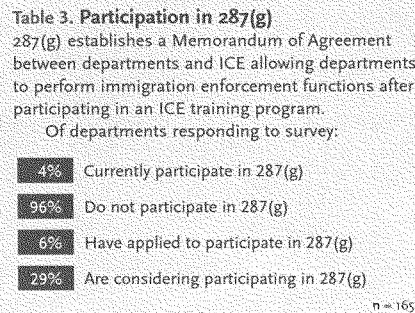 Table 3. Participation in 287(g)
287(g) establishes a Memorandum of Agreement
between departments and ICE allowing departments
to perform immigration enforcement functions after
participating in an ICE training program.
Of departments responding to survey:
4% Currently participate in 287(g)
96% Do not participate in 287(g)
6% Have applied to participate in 287(g)
29% Are considering participating in 287(g)
n = 165